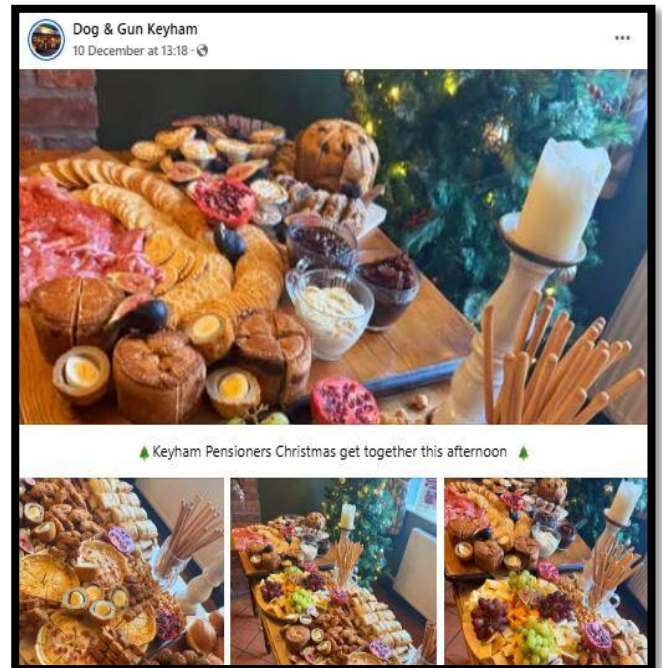 Dog & Gun Keyham
10 December at 13:18 ·
Keyham Pensioners Christmas get together this afternoon